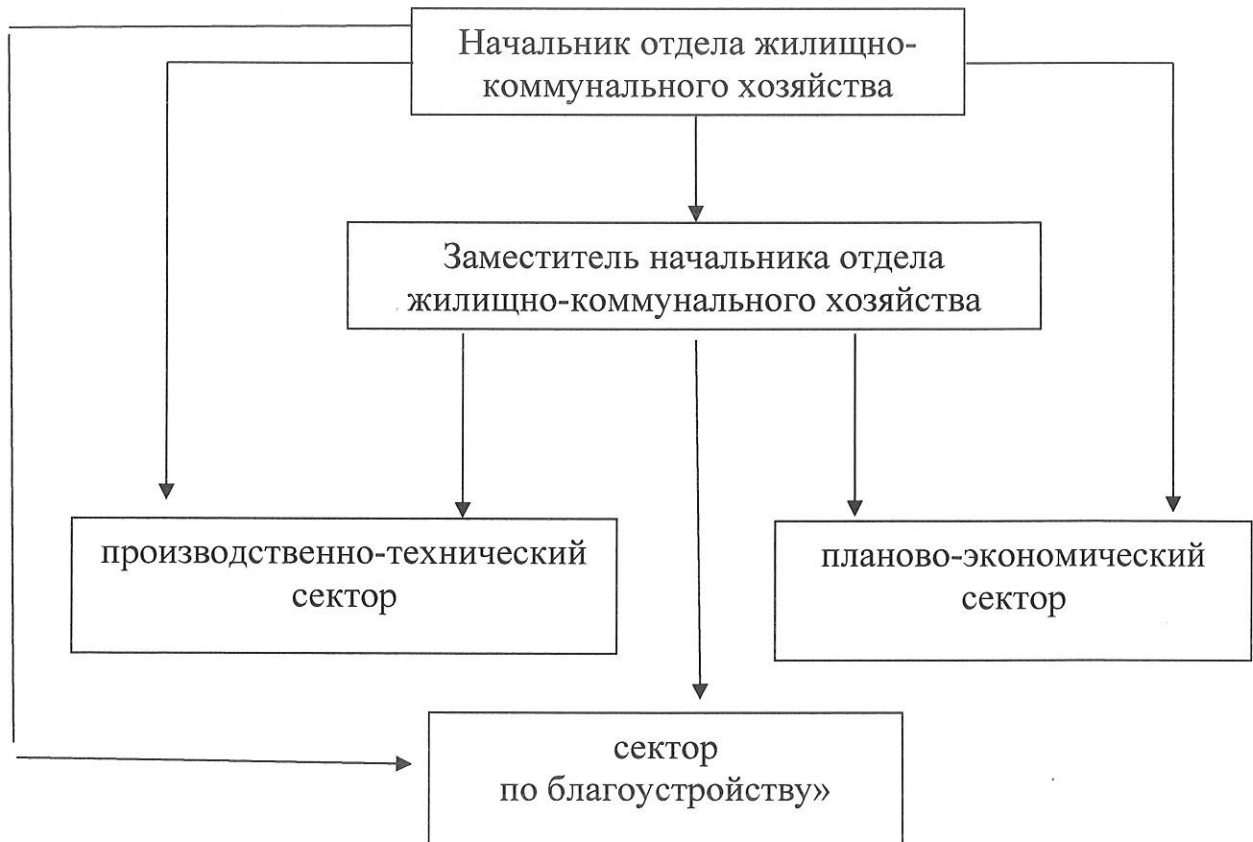 Начальник отдела жилищно-
коммунального хозяйства
Заместитель начальника отдела
жилищно-коммунального хозяйства
производственно-технический
сектор
планово-экономический
сектор
сектор
по благоустройству»